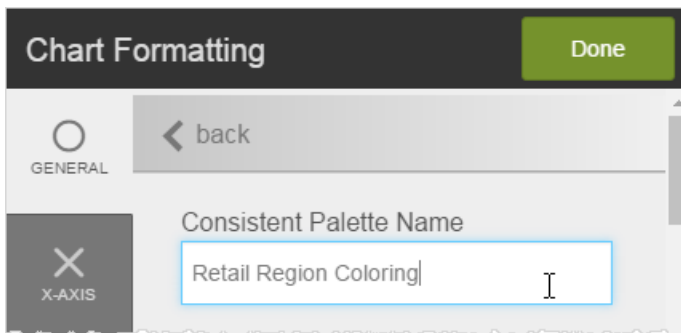 Chart Formatting
Done
GENERAL
back
Consistent Palette Name
Retail Region Coloring
X-AXIS